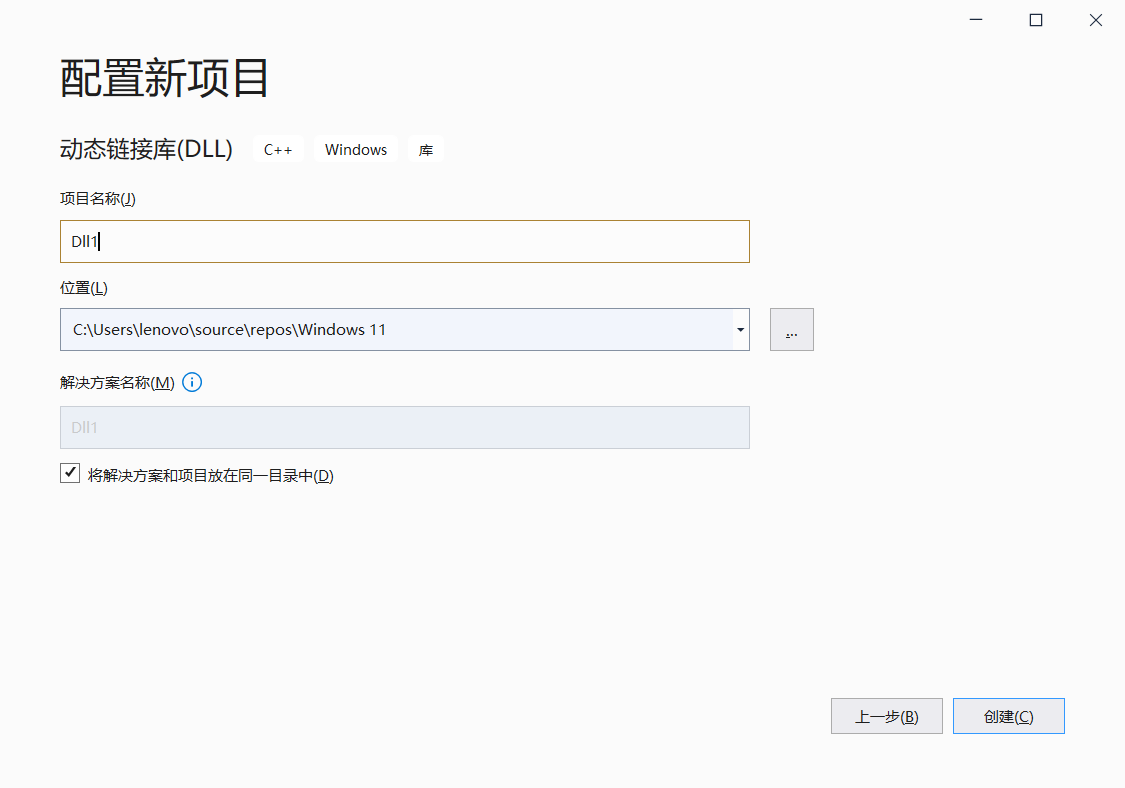 配置新项目
动态链接库(DLL) C++ Windows 库
项目名称(J)
Dll1
位置(L)
C:\Users\lenovo\source\repos\Windows 11
...
解决方案名称(M)
Dll1
将解决方案和项目放在同一目录中(D)
上一步(B) 创建(C)